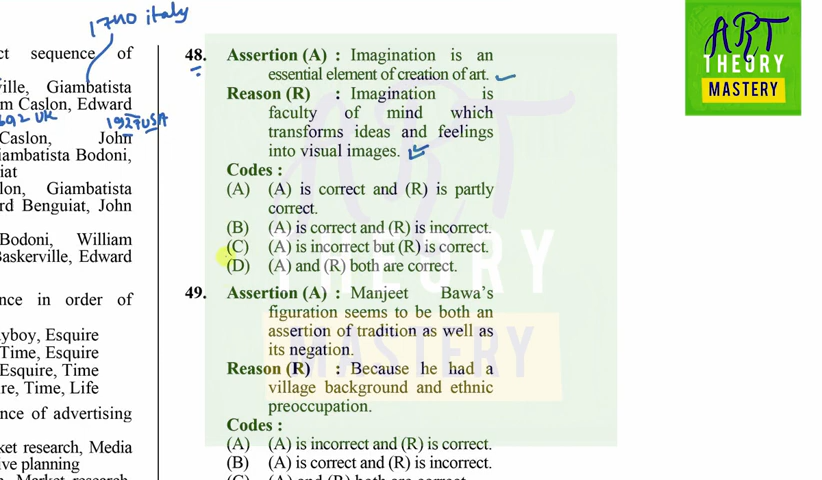 1740 italy
ct sequence of
ville, Giambatista
m Caslon, Edward
1692 UK
1927 USA
Caslon, John
iambatista Bodoni,
iat
lon, Giambatista
rd Benguiat, John
Bodoni, William
Baskerville, Edward
nce in order of
yboy, Esquire
Time, Esquire
Esquire, Time
ire, Time, Life
nce of advertising
ket research, Media
ive planning
48. Assertion (A) : Imagination is an
essential element of creation of art.
Reason (R) : Imagination is
faculty of mind which
transforms ideas and feelings
into visual images.
Codes :
(A) (A) is correct and (R) is partly
correct.
(B) (A) is correct and (R) is incorrect.
(C) (A) is incorrect but (R) is correct.
(D) (A) and (R) both are correct.
49. Assertion (A) : Manjeet Bawa's
figuration seems to be both an
assertion of tradition as well as
its negation.
Reason (R) : Because he had a
village background and ethnic
preoccupation.
Codes :
(A) (A) is incorrect and (R) is correct.
(B) (A) is correct and (R) is incorrect.
ART
THEORY
MASTERY
ART
THEORY
MASTERY